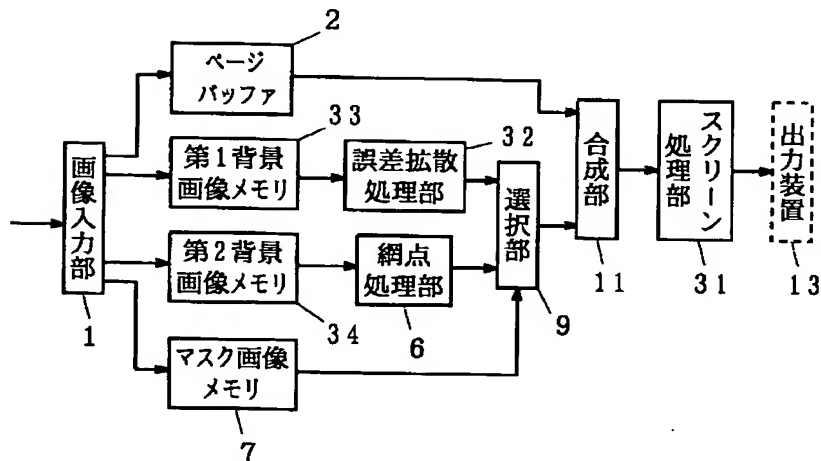 2
ページ
バッファ
33
第1背景
画像メモリ
32
誤差拡散
処理部
画像入力部
1
第2背景
画像メモリ
34
網点
処理部
6
選択部
9
合成部
11
スクリーン
処理部
31
出力装置
13
マスク画像
メモリ
7